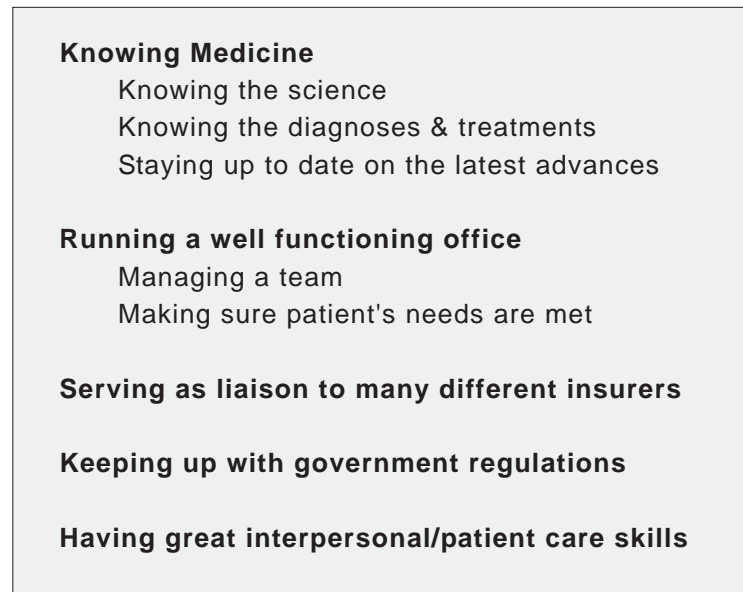 Knowing Medicine
Knowing the science
Knowing the diagnoses & treatments
Staying up to date on the latest advances
Running a well functioning office
Managing a team
Making sure patient's needs are met
Serving as liaison to many different insurers
Keeping up with government regulations
Having great interpersonal/patient care skills